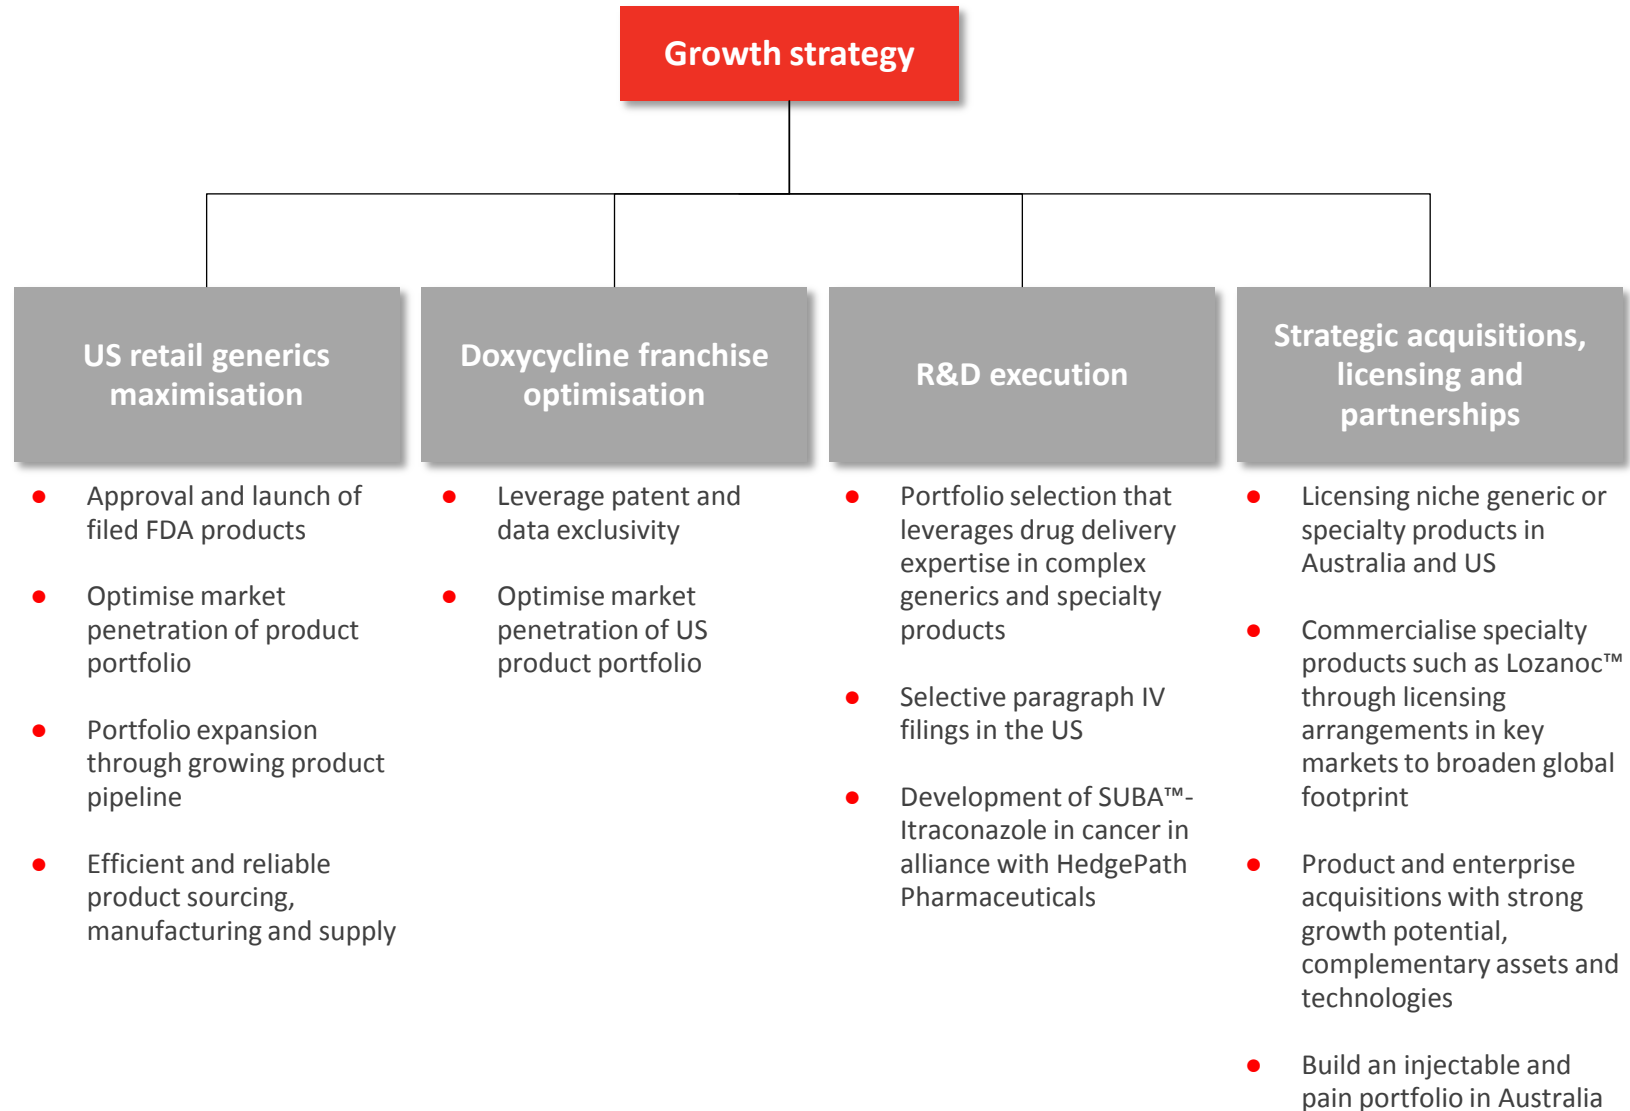 Growth strategy
US retail generics
maximisation
Doxycycline franchise
optimisation
R&D execution
Strategic acquisitions,
licensing and
partnerships
● Approval and launch of
filed FDA products
● Optimise market
penetration of product
portfolio
● Portfolio expansion
through growing product
pipeline
● Efficient and reliable
product sourcing,
manufacturing and supply
● Leverage patent and
data exclusivity
● Optimise market
penetration of US
product portfolio
● Portfolio selection that
leverages drug delivery
expertise in complex
generics and specialty
products
● Selective paragraph IV
filings in the US
● Development of SUBA™-
Itraconazole in cancer in
alliance with HedgePath
Pharmaceuticals
● Licensing niche generic or
specialty products in
Australia and US
● Commercialise specialty
products such as Lozanoc™
through licensing
arrangements in key
markets to broaden global
footprint
● Product and enterprise
acquisitions with strong
growth potential,
complementary assets and
technologies
● Build an injectable and
pain portfolio in Australia